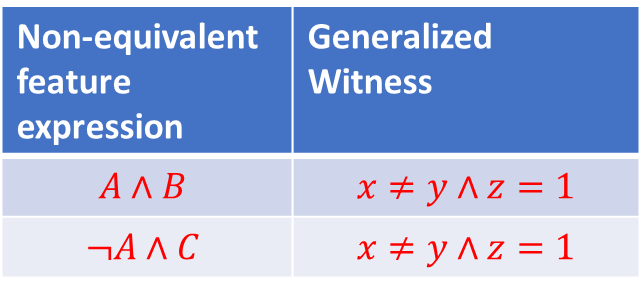 Non-equivalent
feature
expression
Generalized
Witness
A ∧ B
x ≠ y ∧ z = 1
¬A ∧ C
x ≠ y ∧ z = 1